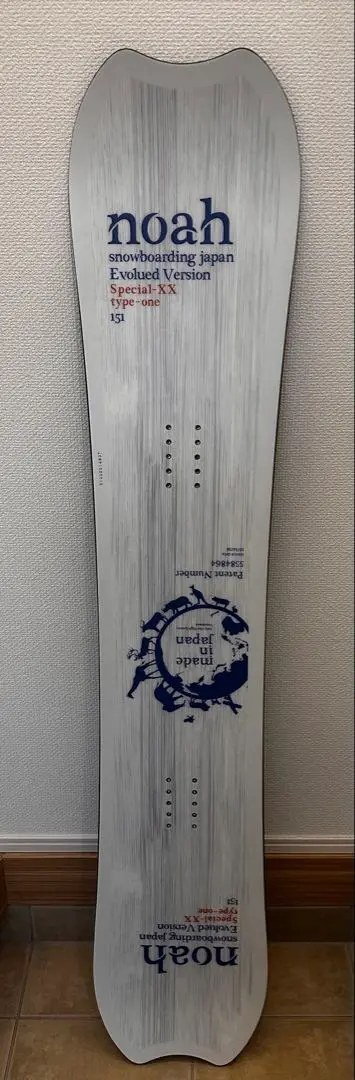 noah
snowboarding japan
Evolued Version
Special-XX
type-one
151
Patent Number
5584864
made
in
japan
151
type-one
Special-XX
Evolued Version
snowboarding japan
noah